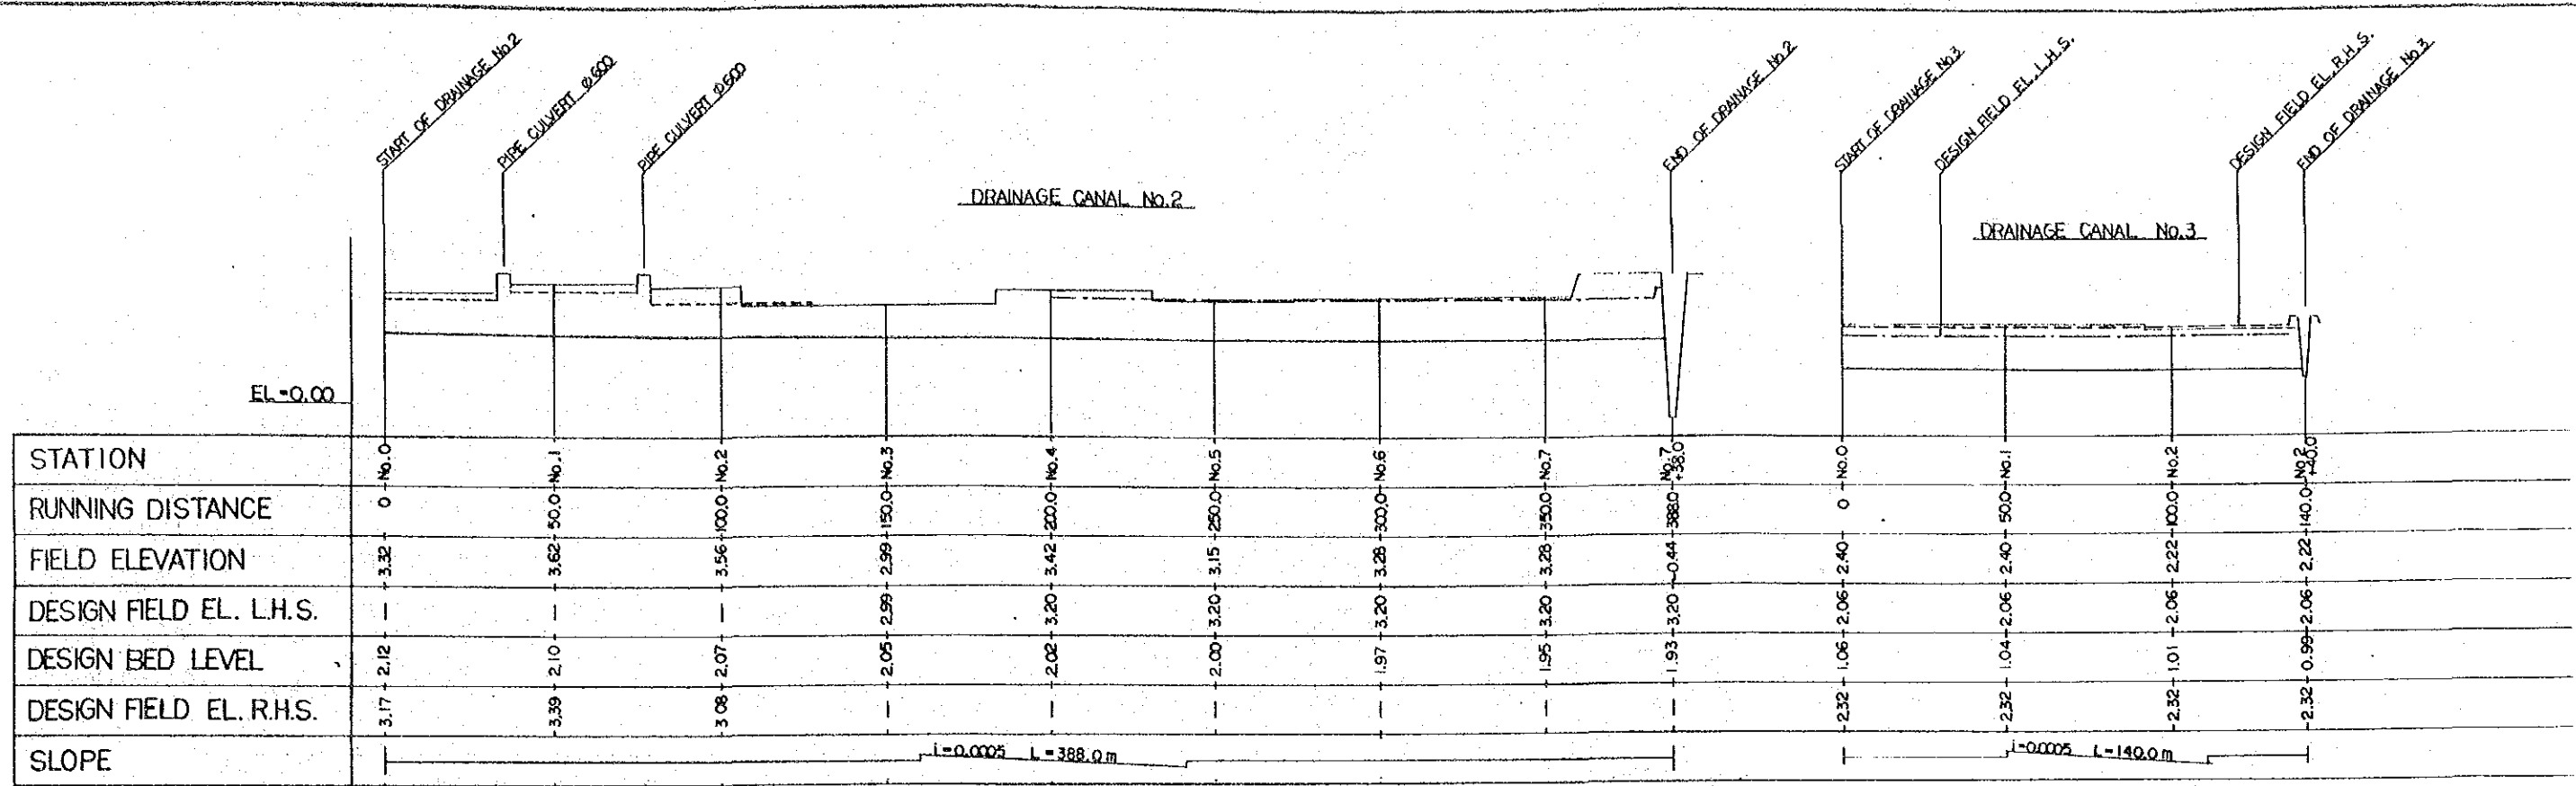 START OF DRAINAGE No.2
PIPE CULVERT ∅600
PIPE CULVERT ∅600
END OF DRAINAGE No.2
START OF DRAINAGE No.3
DESIGN FIELD EL. L.H.S.
DESIGN FIELD EL. R.H.S.
END OF DRAINAGE No.3
DRAINAGE CANAL No.2
DRAINAGE CANAL No.3
EL=0.00
STATION No.0 No.1 No.2 No.3 No.4 No.5 No.6 No.7 No.7 +38.0 No.0 No.1 No.2 No.2 +40.0
RUNNING DISTANCE 0 50.0 100.0 150.0 200.0 250.0 300.0 350.0 388.0 0 50.0 100.0 140.0
FIELD ELEVATION 3.32 3.62 3.56 2.99 3.42 3.15 3.28 3.28 -0.44 2.40 2.40 2.22 2.22
DESIGN FIELD EL. L.H.S. — — — 2.99 3.20 3.20 3.20 3.20 3.20 2.06 2.06 2.06 2.06
DESIGN BED LEVEL 2.12 2.10 2.07 2.05 2.02 2.00 1.97 1.95 1.93 1.06 1.04 1.01 0.99
DESIGN FIELD EL. R.H.S. 3.17 3.39 3.08 — — — — — — 2.32 2.32 2.32 2.32
SLOPE i=0.0005 L=388.0m i=0.0005 L=140.0m